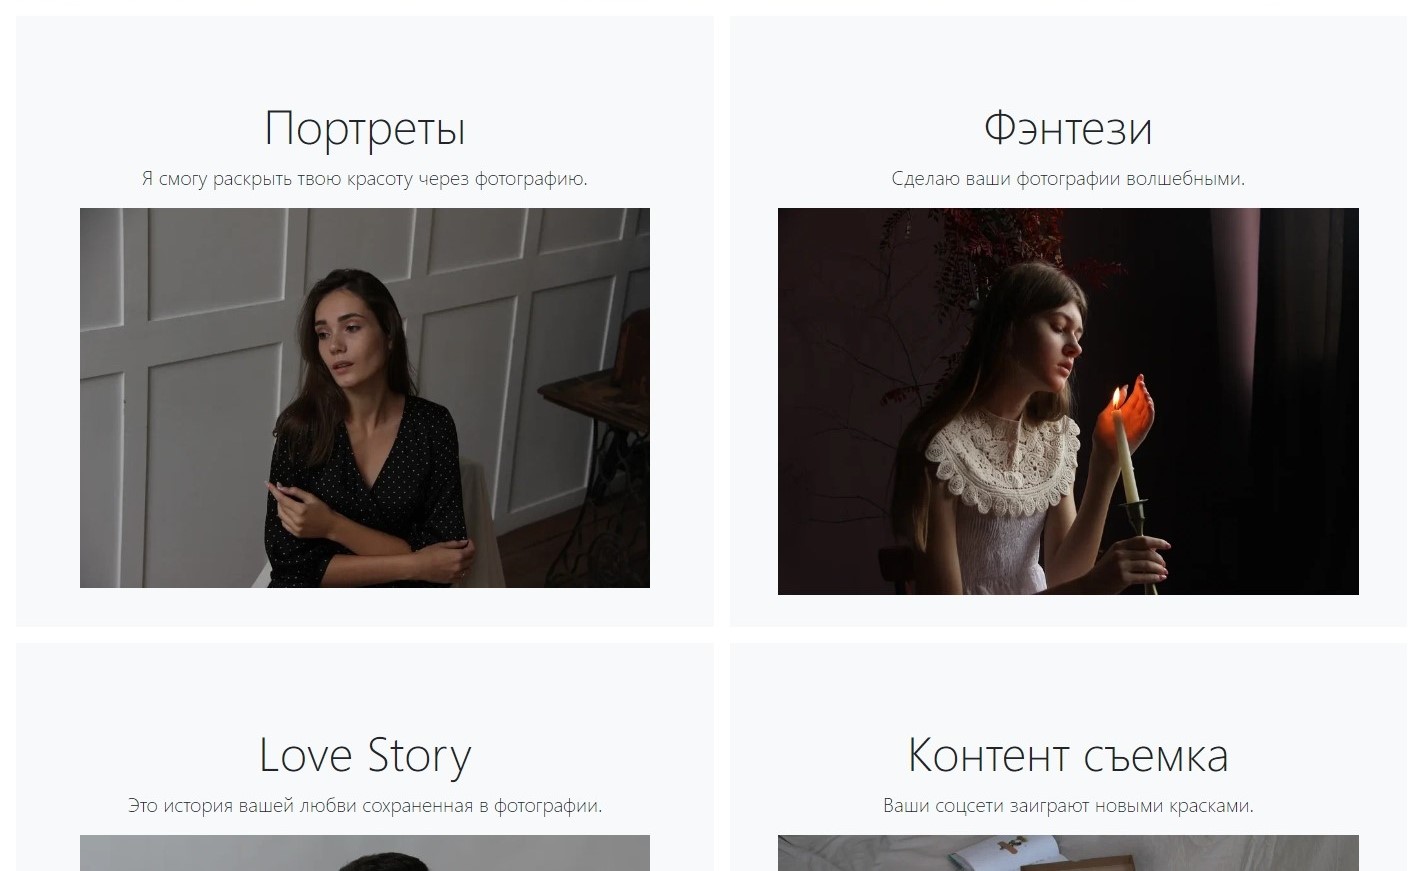 Портреты
Я смогу раскрыть твою красоту через фотографию.
Фэнтези
Сделаю ваши фотографии волшебными.
Love Story
Это история вашей любви сохраненная в фотографии.
Контент съемка
Ваши соцсети заиграют новыми красками.